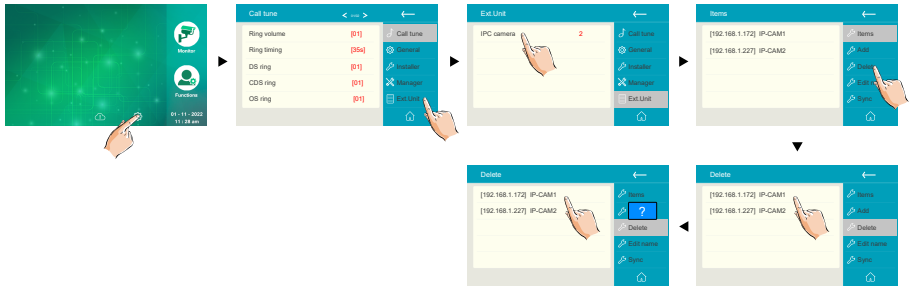 Monitor
Functions
01 - 11 - 2022
11 : 28 am
Call tune
Ring volume [01]
Ring timing [35s]
DS ring [01]
CDS ring [01]
OS ring [01]
Call tune
General
Installer
Manager
Ext.Unit
Ext.Unit
IPC camera 2
Call tune
General
Installer
Manager
Ext.Unit
Items
[192.168.1.172] IP-CAM1
[192.168.1.227] IP-CAM2
Items
Add
Delete
Edit n
Sync
Delete
[192.168.1.172] IP-CAM1
[192.168.1.227] IP-CAM2
Items
?
Delete
Edit name
Sync
Delete
[192.168.1.172] IP-CAM1
[192.168.1.227] IP-CAM2
Items
Add
Delete
Edit name
Sync